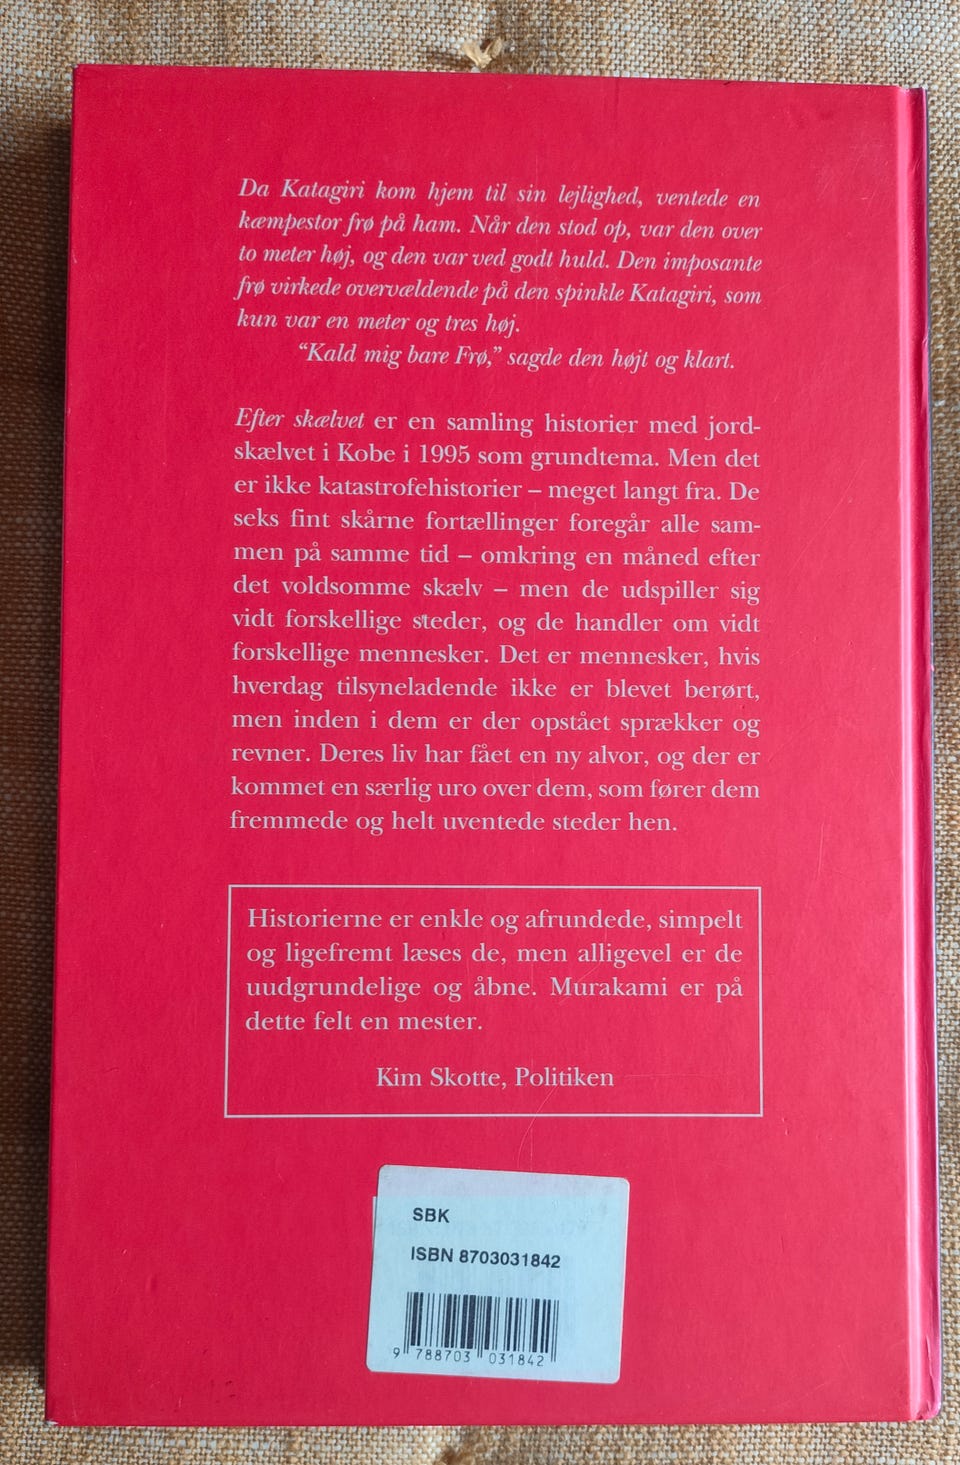 Da Katagiri kom hjem til sin lejlighed, ventede en
kæmpestor frø på ham. Når den stod op, var den over
to meter høj, og den var ved godt huld. Den imposante
frø virkede overvældende på den spinkle Katagiri, som
kun var en meter og tres høj.
“Kald mig bare Frø,” sagde den højt og klart.
Efter skælvet er en samling historier med jord-
skælvet i Kobe i 1995 som grundtema. Men det
er ikke katastrofehistorier – meget langt fra. De
seks fint skårne fortællinger foregår alle sam-
men på samme tid – omkring en måned efter
det voldsomme skælv – men de udspiller sig
vidt forskellige steder, og de handler om vidt
forskellige mennesker. Det er mennesker, hvis
hverdag tilsyneladende ikke er blevet berørt,
men inden i dem er der opstået sprækker og
revner. Deres liv har fået en ny alvor, og der er
kommet en særlig uro over dem, som fører dem
fremmede og helt uventede steder hen.
Historierne er enkle og afrundede, simpelt
og ligefremt læses de, men alligevel er de
uudgrundelige og åbne. Murakami er på
dette felt en mester.
Kim Skotte, Politiken
SBK
ISBN 8703031842
9 788703 031842